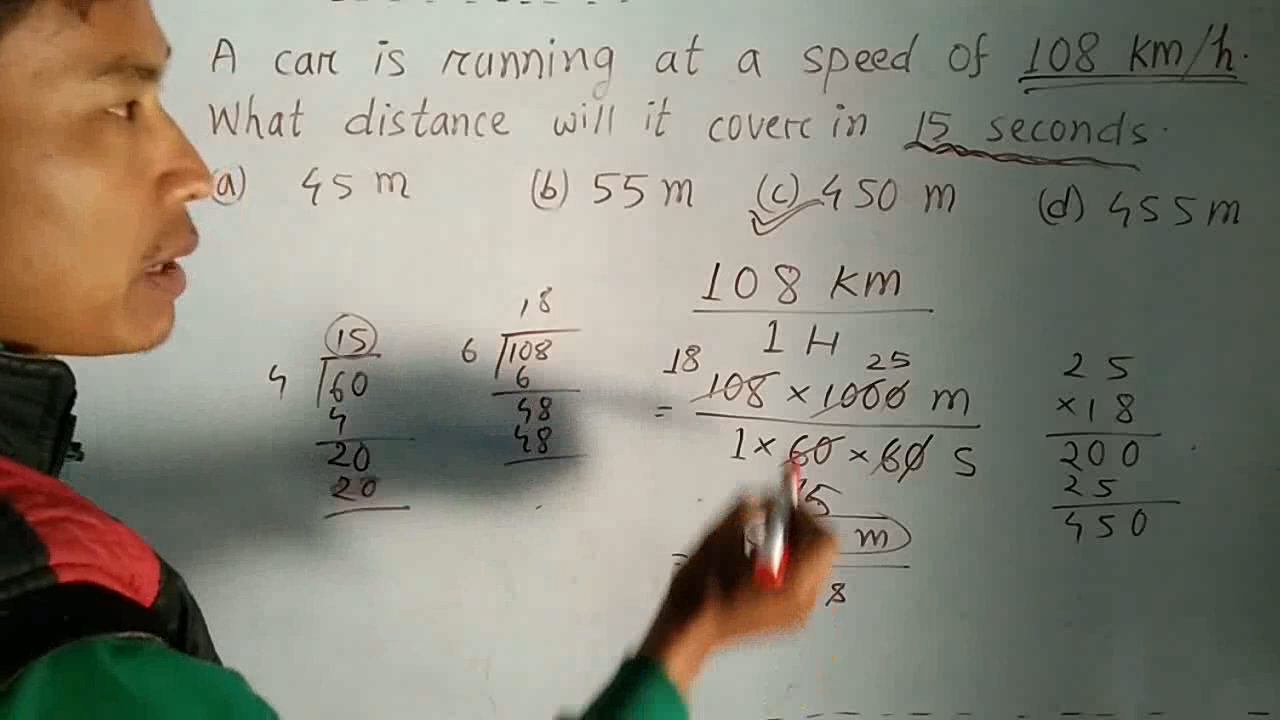 A car is running at a speed of 108 km/h.
What distance will it cover in 15 seconds.
(a) 45 m (b) 55 m (c) 450 m (d) 455 m
108 KM
1 H
18 25
= 108 × 1000 m
1 × 60 × 60 S
15
m
8
15
4 60
4
20
20
18
6 108
6
48
48
25
×18
200
25
450